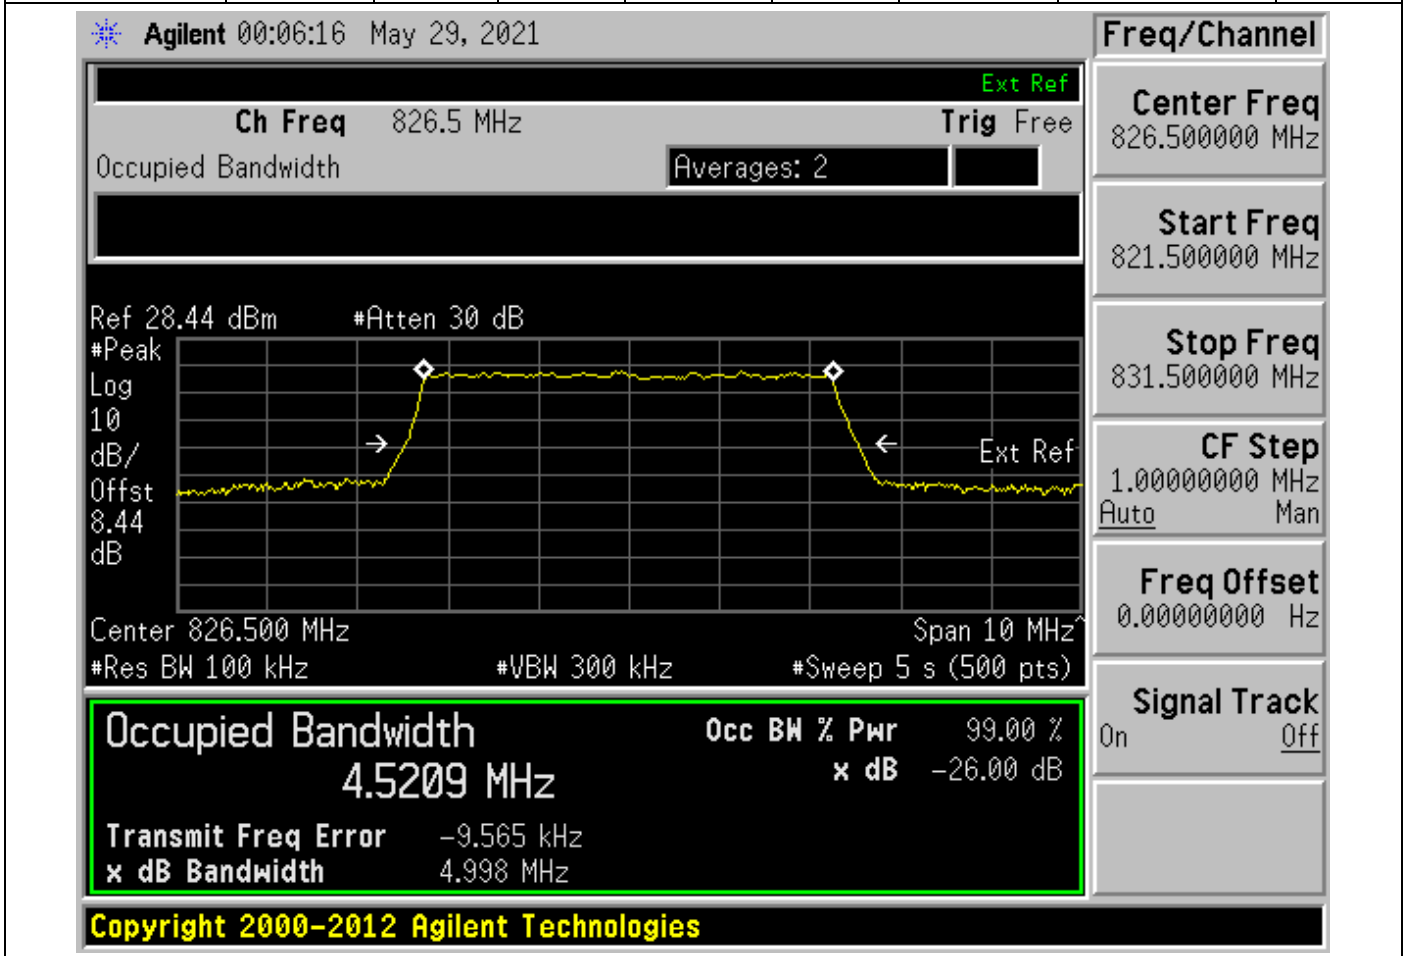 Agilent 00:06:16 May 29, 2021
Freq/Channel
Ext Ref
Ch Freq 826.5 MHz
Trig Free
Occupied Bandwidth
Averages: 2
Center Freq
826.500000 MHz
Start Freq
821.500000 MHz
Stop Freq
831.500000 MHz
CF Step
1.00000000 MHz
Auto Man
Freq Offset
0.00000000 Hz
Signal Track
On Off
Ref 28.44 dBm #Atten 30 dB
#Peak
Log
10
dB/
Offst
8.44
dB
Ext Ref
Center 826.500 MHz Span 10 MHz^
#Res BW 100 kHz #VBW 300 kHz #Sweep 5 s (500 pts)
Occupied Bandwidth
4.5209 MHz
Occ BW % Pwr 99.00 %
x dB -26.00 dB
Transmit Freq Error -9.565 kHz
x dB Bandwidth 4.998 MHz
Copyright 2000-2012 Agilent Technologies